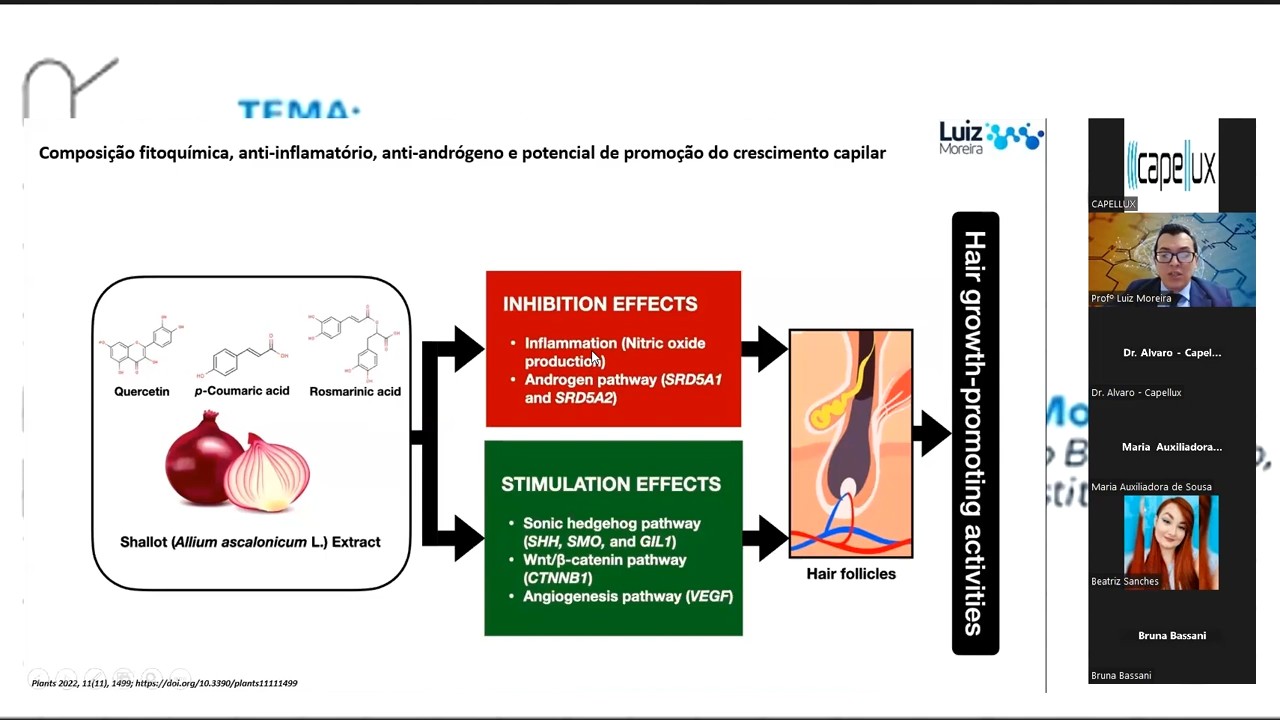 TEMA:
Composição fitoquímica, anti-inflamatório, anti-andrógeno e potencial de promoção do crescimento capilar
Luiz
Moreira
Quercetin
p-Coumaric acid
Rosmarinic acid
Shallot (Allium ascalonicum L.) Extract
INHIBITION EFFECTS
• Inflammation (Nitric oxide
production)
• Androgen pathway (SRD5A1
and SRD5A2)
STIMULATION EFFECTS
• Sonic hedgehog pathway
(SHH, SMO, and GIL1)
• Wnt/β-catenin pathway
(CTNNB1)
• Angiogenesis pathway (VEGF)
Hair follicles
Hair growth-promoting activities
Plants 2022, 11(11), 1499; https://doi.org/10.3390/plants11111499
capellux
CAPELLUX
Profº Luiz Moreira
Dr. Alvaro - Capel...
Dr. Alvaro - Capellux
Maria Auxiliadora...
Maria Auxiliadora de Sousa
Beatriz Sanches
Bruna Bassani
Bruna Bassani